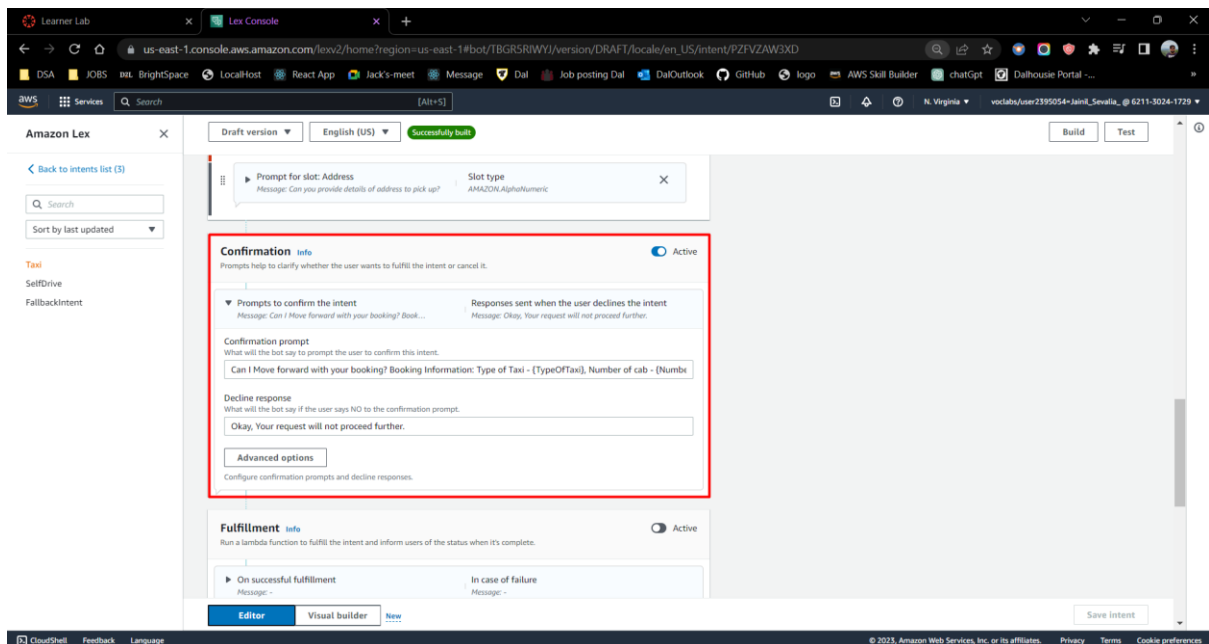 Learner Lab
Lex Console
us-east-1.console.aws.amazon.com/lexv2/home?region=us-east-1#bot/TBGR5RIWYJ/version/DRAFT/locale/en_US/intent/PZFVZAW3XD
DSA JOBS BrightSpace LocalHost React App Jack's-meet Message Dal Job posting Dal DalOutlook GitHub logo AWS Skill Builder chatGpt Dalhousie Portal -... »
aws Services Search [Alt+S] N. Virginia ▼ voclabs/user2395054=Jainil_Sevalia_ @ 6211-3024-1729 ▼
Amazon Lex
Draft version English (US) Successfully built Build Test
Back to intents list (3)
Search
Sort by last updated
Taxi
SelfDrive
FallbackIntent
Prompt for slot: Address
Message: Can you provide details of address to pick up?
Slot type
AMAZON.AlphaNumeric
Confirmation Info Active
Prompts help to clarify whether the user wants to fulfill the intent or cancel it.
Prompts to confirm the intent
Message: Can I Move forward with your booking? Book...
Responses sent when the user declines the intent
Message: Okay, Your request will not proceed further.
Confirmation prompt
What will the bot say to prompt the user to confirm this intent.
Can I Move forward with your booking? Booking Information: Type of Taxi - {TypeOfTaxi}, Number of cab - {Numbe
Decline response
What will the bot say if the user says NO to the confirmation prompt.
Okay, Your request will not proceed further.
Advanced options
Configure confirmation prompts and decline responses.
Fulfillment Info Active
Run a lambda function to fulfill the intent and inform users of the status when it's complete.
On successful fulfillment
Message: -
In case of failure
Message: -
Editor Visual builder New Save intent
CloudShell Feedback Language © 2023, Amazon Web Services, Inc. or its affiliates. Privacy Terms Cookie preferences